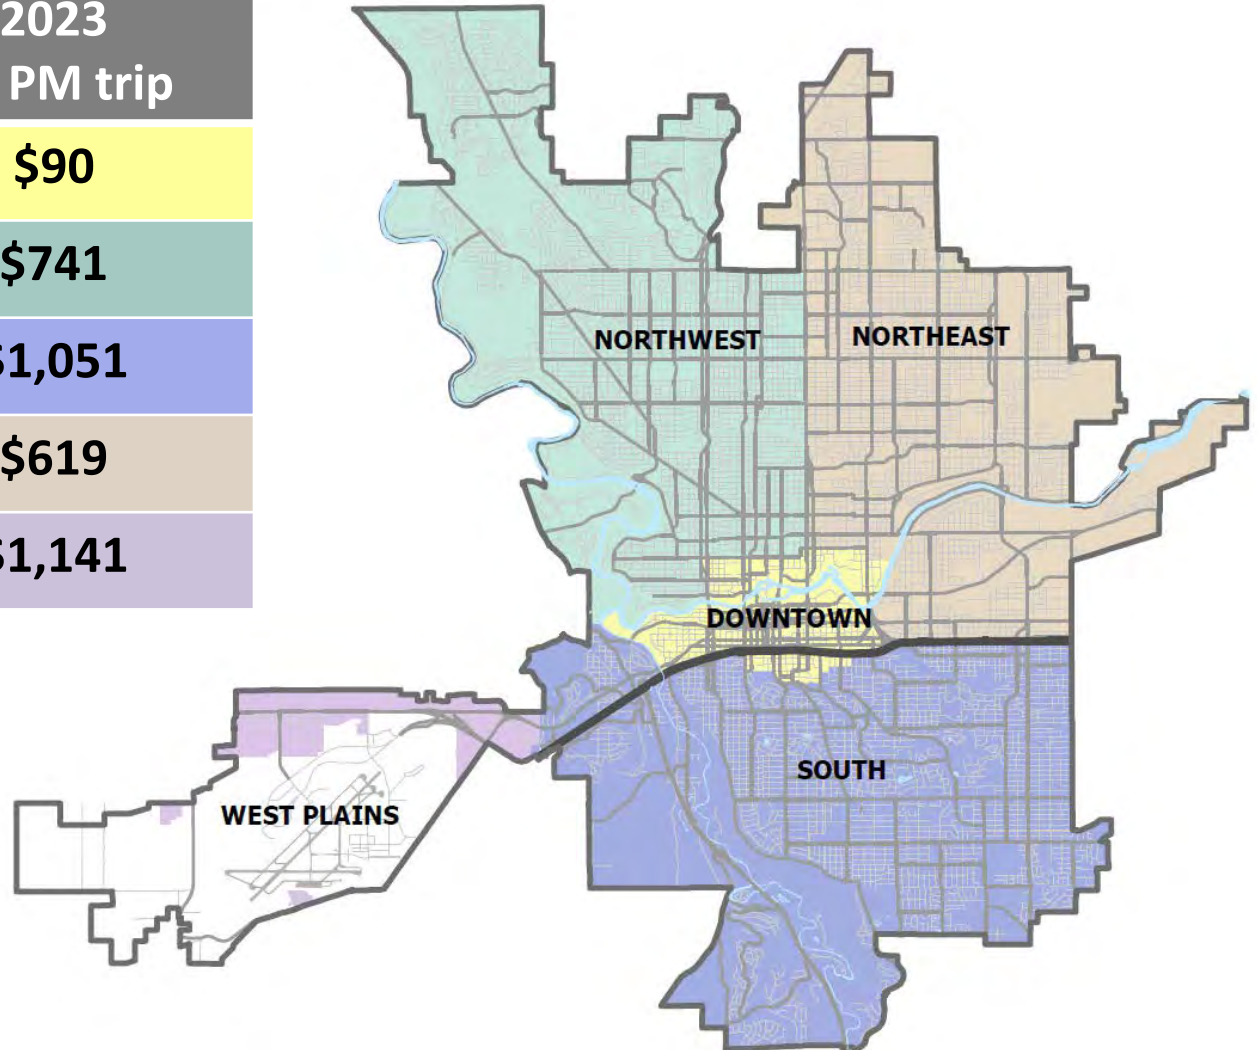 2023
PM trip
$90
$741
$1,051
$619
$1,141
NORTHWEST
NORTHEAST
DOWNTOWN
SOUTH
WEST PLAINS